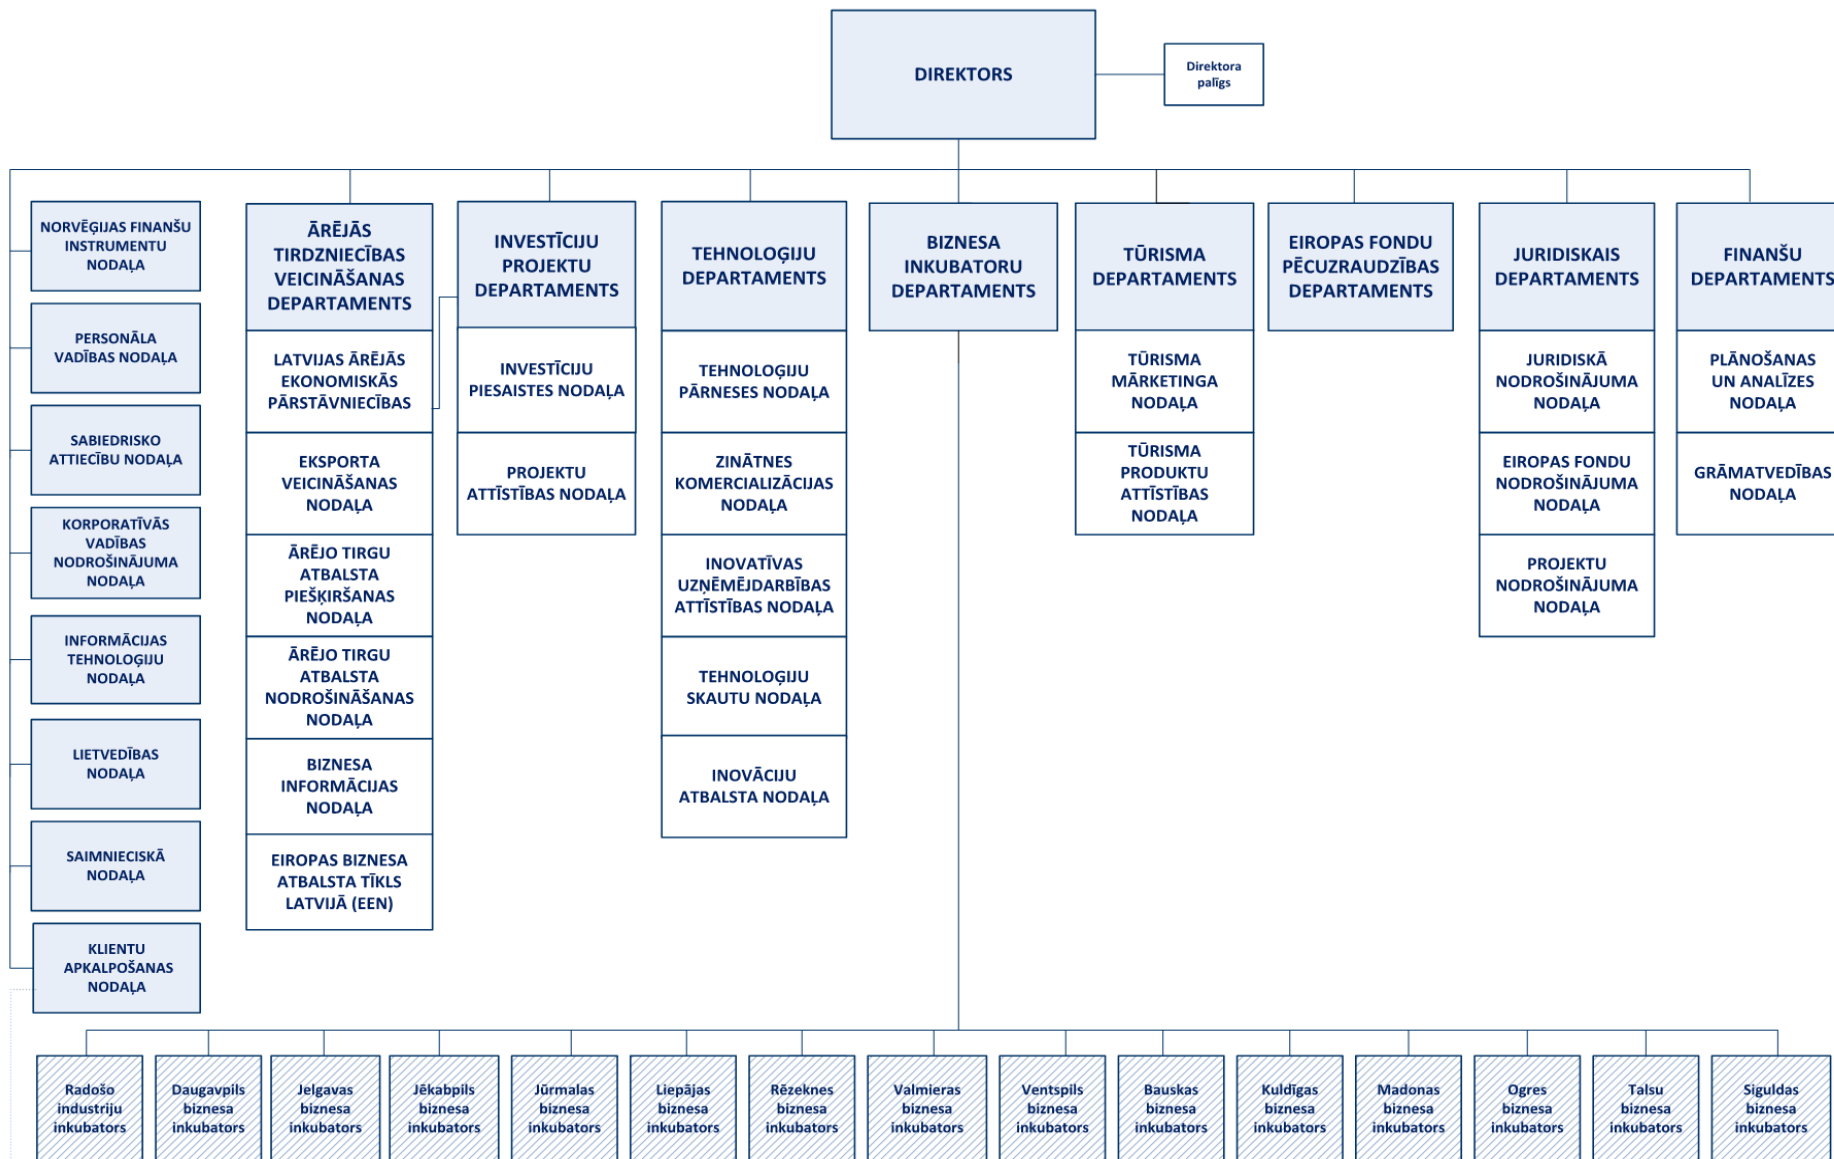 DIREKTORS
Direktora
palīgs
NORVĒĢIJAS FINANŠU
INSTRUMENTU
NODAĻA
PERSONĀLA
VADĪBAS NODAĻA
SABIEDRISKO
ATTIECĪBU NODAĻA
KORPORATĪVĀS
VADĪBAS
NODROŠINĀJUMA
NODAĻA
INFORMĀCIJAS
TEHNOLOĢIJU
NODAĻA
LIETVEDĪBAS
NODAĻA
SAIMNIECISKĀ
NODAĻA
KLIENTU
APKALPOŠANAS
NODAĻA
ĀRĒJĀS
TIRDZNIECĪBAS
VEICINĀŠANAS
DEPARTAMENTS
LATVIJAS ĀRĒJĀS
EKONOMISKĀS
PĀRSTĀVNIECĪBAS
EKSPORTA
VEICINĀŠANAS
NODAĻA
ĀRĒJO TIRGU
ATBALSTA
PIEŠĶIRŠANAS
NODAĻA
ĀRĒJO TIRGU
ATBALSTA
NODROŠINĀŠANAS
NODAĻA
BIZNESA
INFORMĀCIJAS
NODAĻA
EIROPAS BIZNESA
ATBALSTA TĪKLS
LATVIJĀ (EEN)
INVESTĪCIJU
PROJEKTU
DEPARTAMENTS
INVESTĪCIJU
PIESAISTES NODAĻA
PROJEKTU
ATTĪSTĪBAS NODAĻA
TEHNOLOĢIJU
DEPARTAMENTS
TEHNOLOĢIJU
PĀRNESES NODAĻA
ZINĀTNES
KOMERCIALIZĀCIJAS
NODAĻA
INOVATĪVAS
UZŅĒMĒJDARBĪBAS
ATTĪSTĪBAS NODAĻA
TEHNOLOĢIJU
SKAUTU NODAĻA
INOVĀCIJU
ATBALSTA NODAĻA
BIZNESA
INKUBATORU
DEPARTAMENTS
TŪRISMA
DEPARTAMENTS
TŪRISMA
MĀRKETINGA
NODAĻA
TŪRISMA
PRODUKTU
ATTĪSTĪBAS
NODAĻA
EIROPAS FONDU
PĒCUZRAUDZĪBAS
DEPARTAMENTS
JURIDISKAIS
DEPARTAMENTS
JURIDISKĀ
NODROŠINĀJUMA
NODAĻA
EIROPAS FONDU
NODROŠINĀJUMA
NODAĻA
PROJEKTU
NODROŠINĀJUMA
NODAĻA
FINANŠU
DEPARTAMENTS
PLĀNOŠANAS
UN ANALĪZES
NODAĻA
GRĀMATVEDĪBAS
NODAĻA
Radošo
industriju
inkubators
Daugavpils
biznesa
inkubators
Jelgavas
biznesa
inkubators
Jēkabpils
biznesa
inkubators
Jūrmalas
biznesa
inkubators
Liepājas
biznesa
inkubators
Rēzeknes
biznesa
inkubators
Valmieras
biznesa
inkubators
Ventspils
biznesa
inkubators
Bauskas
biznesa
inkubators
Kuldīgas
biznesa
inkubators
Madonas
biznesa
inkubators
Ogres
biznesa
inkubators
Talsu
biznesa
inkubators
Siguldas
biznesa
inkubators